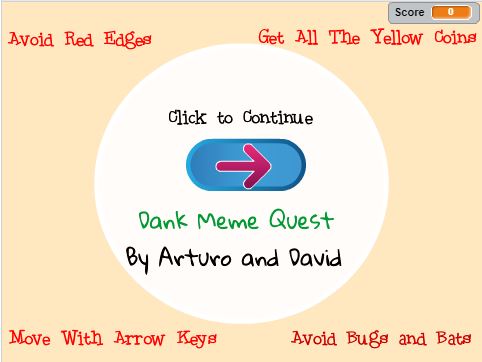 Score 0
Avoid Red Edges
Get All The Yellow Coins
Click to Continue
Dank Meme Quest
By Arturo and David
Move With Arrow Keys
Avoid Bugs and Bats